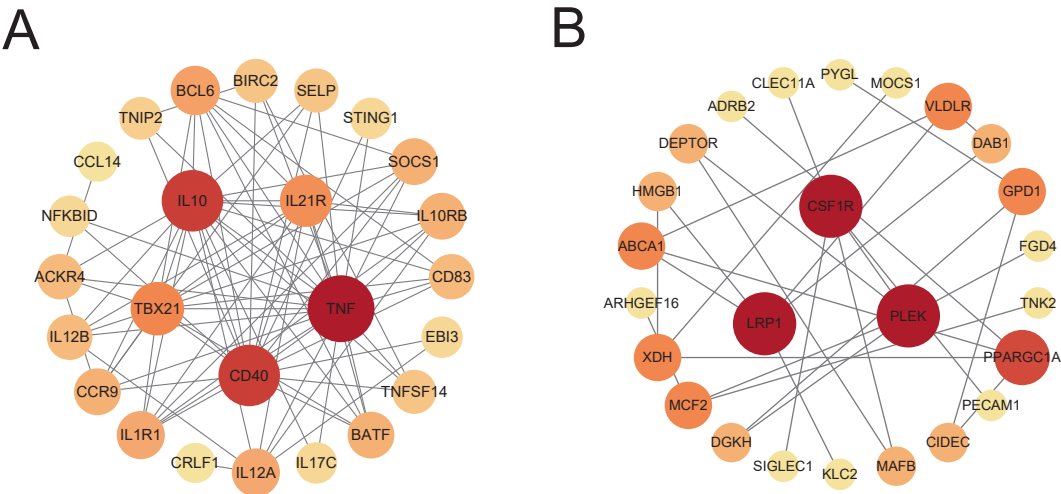 A
BCL6
BIRC2
SELP
TNIP2
STING1
CCL14
SOCS1
IL10
IL21R
NFKBID
IL10RB
ACKR4
CD83
TBX21
TNF
IL12B
EBI3
CD40
CCR9
TNFSF14
IL1R1
BATF
CRLF1
IL12A
IL17C
B
PYGL
CLEC11A
MOCS1
ADRB2
VLDLR
DEPTOR
DAB1
HMGB1
GPD1
CSF1R
ABCA1
FGD4
ARHGEF16
TNK2
LRP1
PLEK
XDH
PPARGC1A
MCF2
PECAM1
DGKH
CIDEC
SIGLEC1
KLC2
MAFB